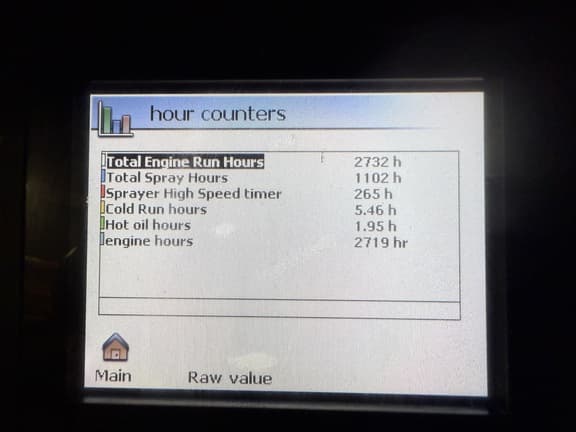 hour counters
Total Engine Run Hours 2732 h
Total Spray Hours 1102 h
Sprayer High Speed timer 265 h
Cold Run hours 5.46 h
Hot oil hours 1.95 h
engine hours 2719 hr
Main Raw value